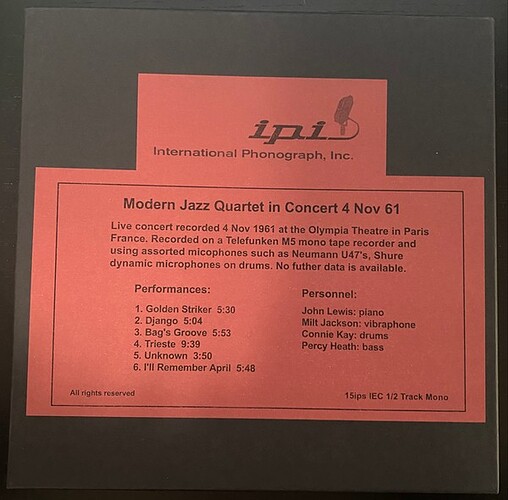 ipi
International Phonograph, Inc.
Modern Jazz Quartet in Concert 4 Nov 61
Live concert recorded 4 Nov 1961 at the Olympia Theatre in Paris
France. Recorded on a Telefunken M5 mono tape recorder and
using assorted micophones such as Neumann U47's, Shure
dynamic microphones on drums. No futher data is available.
Performances:
1. Golden Striker 5:30
2. Django 5:04
3. Bag's Groove 5:53
4. Trieste 9:39
5. Unknown 3:50
6. I'll Remember April 5:48
Personnel:
John Lewis: piano
Milt Jackson: vibraphone
Connie Kay: drums
Percy Heath: bass
All rights reserved
15ips IEC 1/2 Track Mono